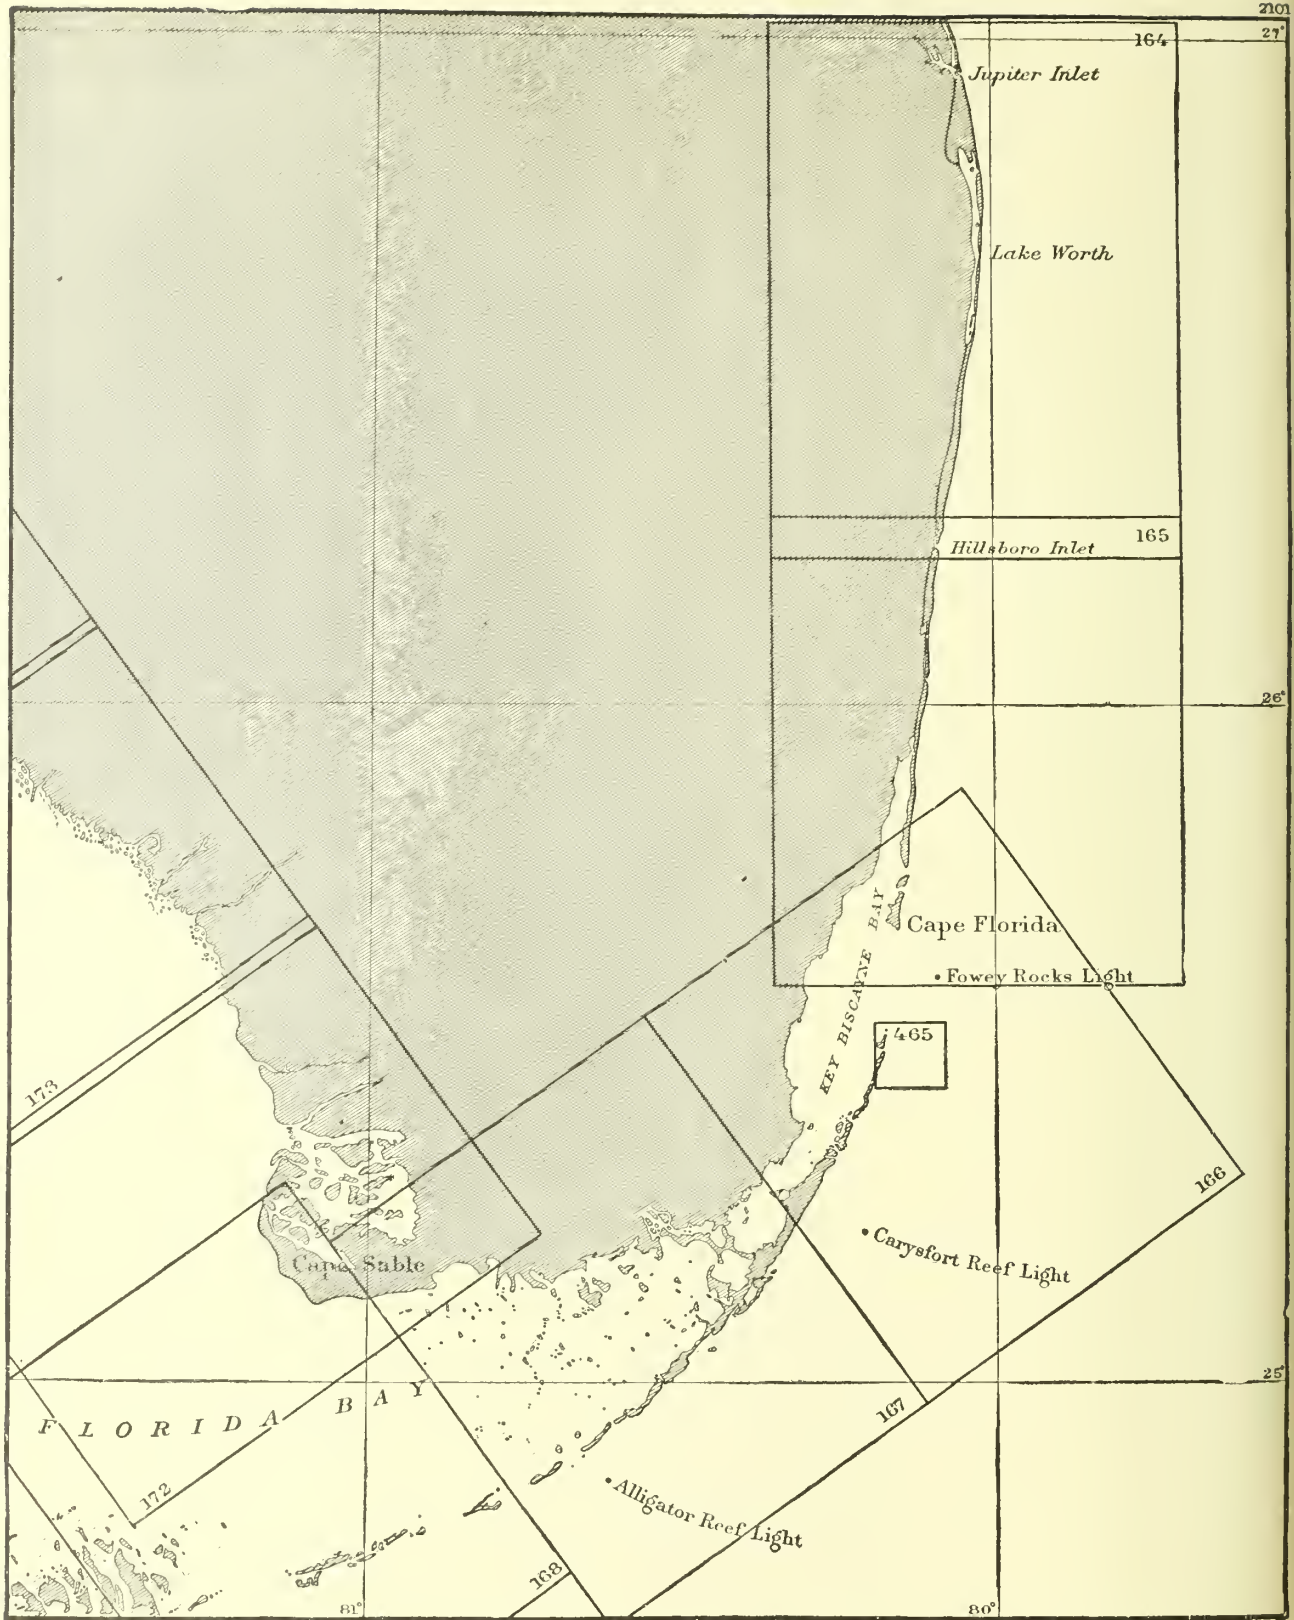 2101
27°
164
Jupiter Inlet
Lake Worth
165
Hillsboro Inlet
26°
KEY BISCAYNE BAY
Cape Florida
Fowey Rocks Light
465
173
166
Carysfort Reef Light
Cape Sable
25°
167
FLORIDA BAY
172
Alligator Reef Light
168
81°
80°